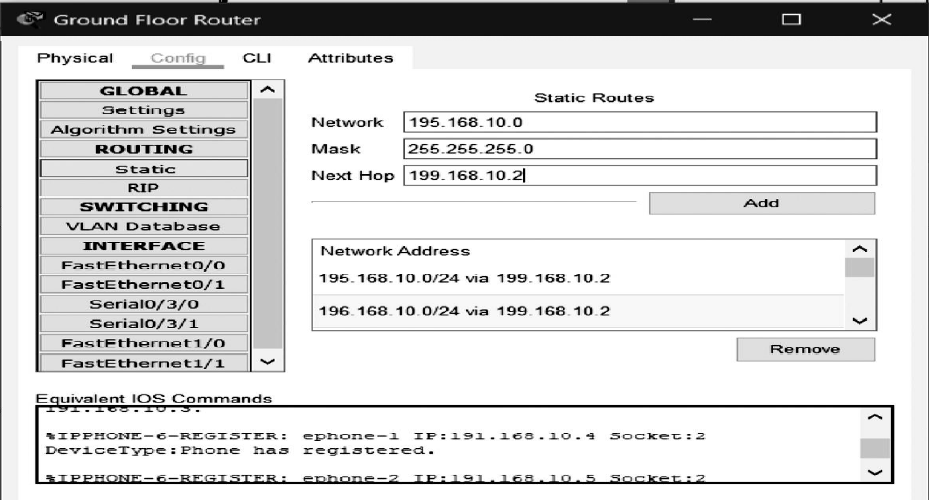 Ground Floor Router
Physical Config CLI Attributes
GLOBAL
Settings
Algorithm Settings
ROUTING
Static
RIP
SWITCHING
VLAN Database
INTERFACE
FastEthernet0/0
FastEthernet0/1
Serial0/3/0
Serial0/3/1
FastEthernet1/0
FastEthernet1/1
Static Routes
Network 195.168.10.0
Mask 255.255.255.0
Next Hop 199.168.10.2
Add
Network Address
195.168.10.0/24 via 199.168.10.2
196.168.10.0/24 via 199.168.10.2
Remove
Equivalent IOS Commands
191.168.10.3.
%IPPHONE-6-REGISTER: ephone-1 IP:191.168.10.4 Socket:2
DeviceType:Phone has registered.
%IPPHONE-6-REGISTER: ephone-2 IP:191.168.10.5 Socket:2